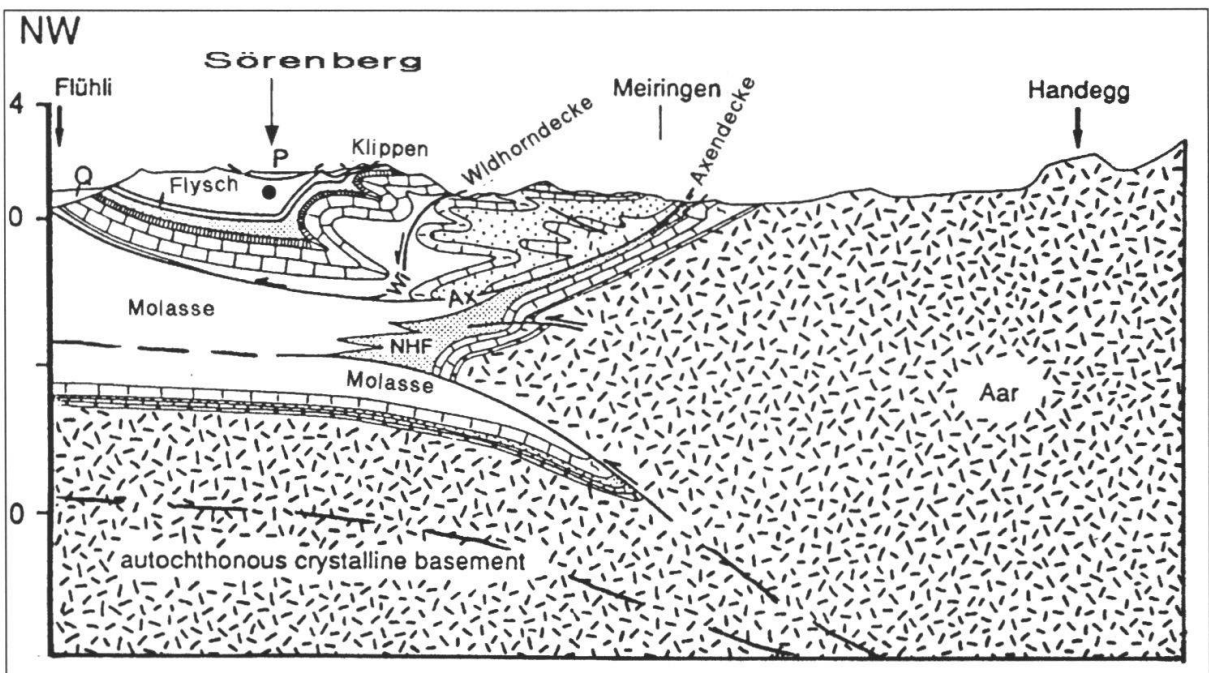 NW
Sörenberg
Flühli
Meiringen
Handegg
4
Klippen
Wildhorndecke
Axendecke
P
Q
Flysch
0
Wi
Ax
Molasse
NHF
Molasse
Aar
0
autochthonous crystalline basement